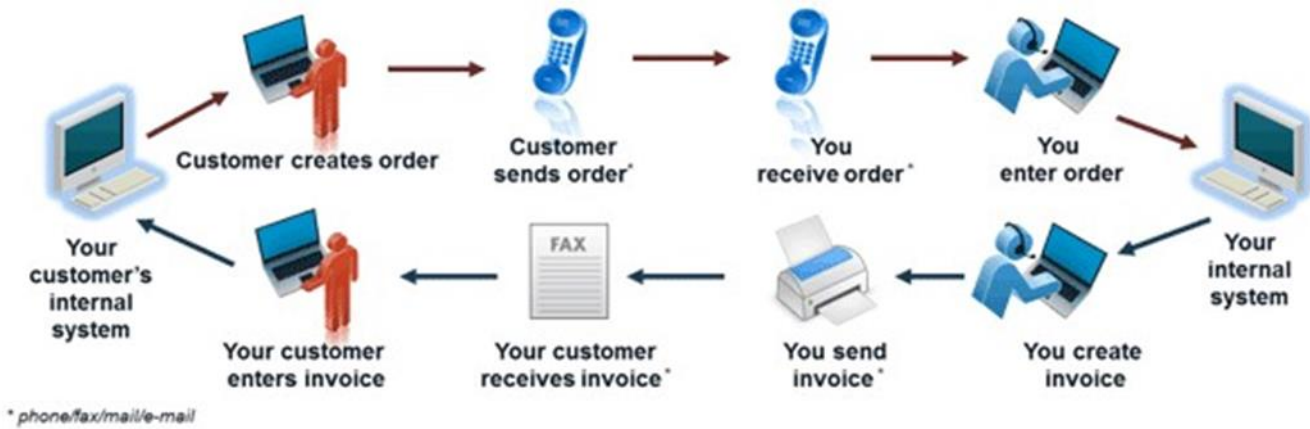 Customer creates order
Customer
sends order*
You
receive order*
You
enter order
Your
customer's
internal
system
Your
internal
system
FAX
Your customer
enters invoice
Your customer
receives invoice*
You send
invoice*
You create
invoice
* phone/fax/mail/e-mail